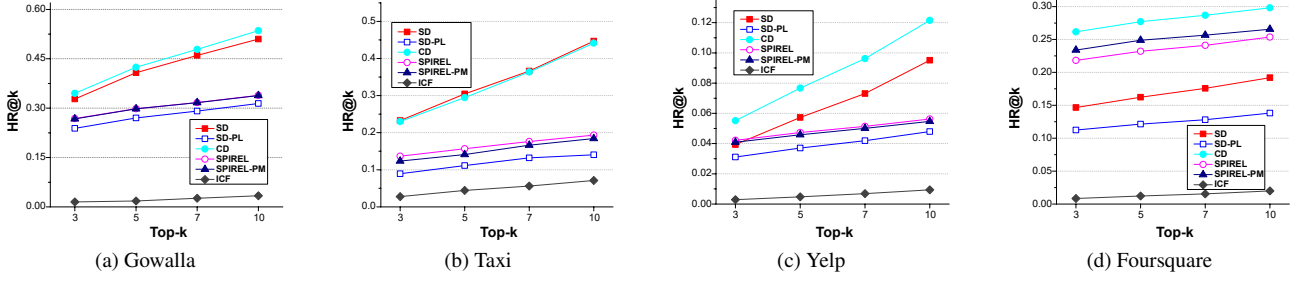 HR@k
0.60
0.45
0.30
0.15
0.00
SD
SD-PL
CD
SPIREL
SPIREL-PM
ICF
3
5
7
10
Top-k
(a) Gowalla
HR@k
0.5
0.4
0.3
0.2
0.1
0.0
SD
SD-PL
CD
SPIREL
SPIREL-PM
ICF
3
5
7
10
Top-k
(b) Taxi
HR@k
0.12
0.10
0.08
0.06
0.04
0.02
0.00
SD
SD-PL
CD
SPIREL
SPIREL-PM
ICF
3
5
7
10
Top-k
(c) Yelp
HR@k
0.30
0.25
0.20
0.15
0.10
0.05
0.00
SD
SD-PL
CD
SPIREL
SPIREL-PM
ICF
3
5
7
10
Top-k
(d) Foursquare